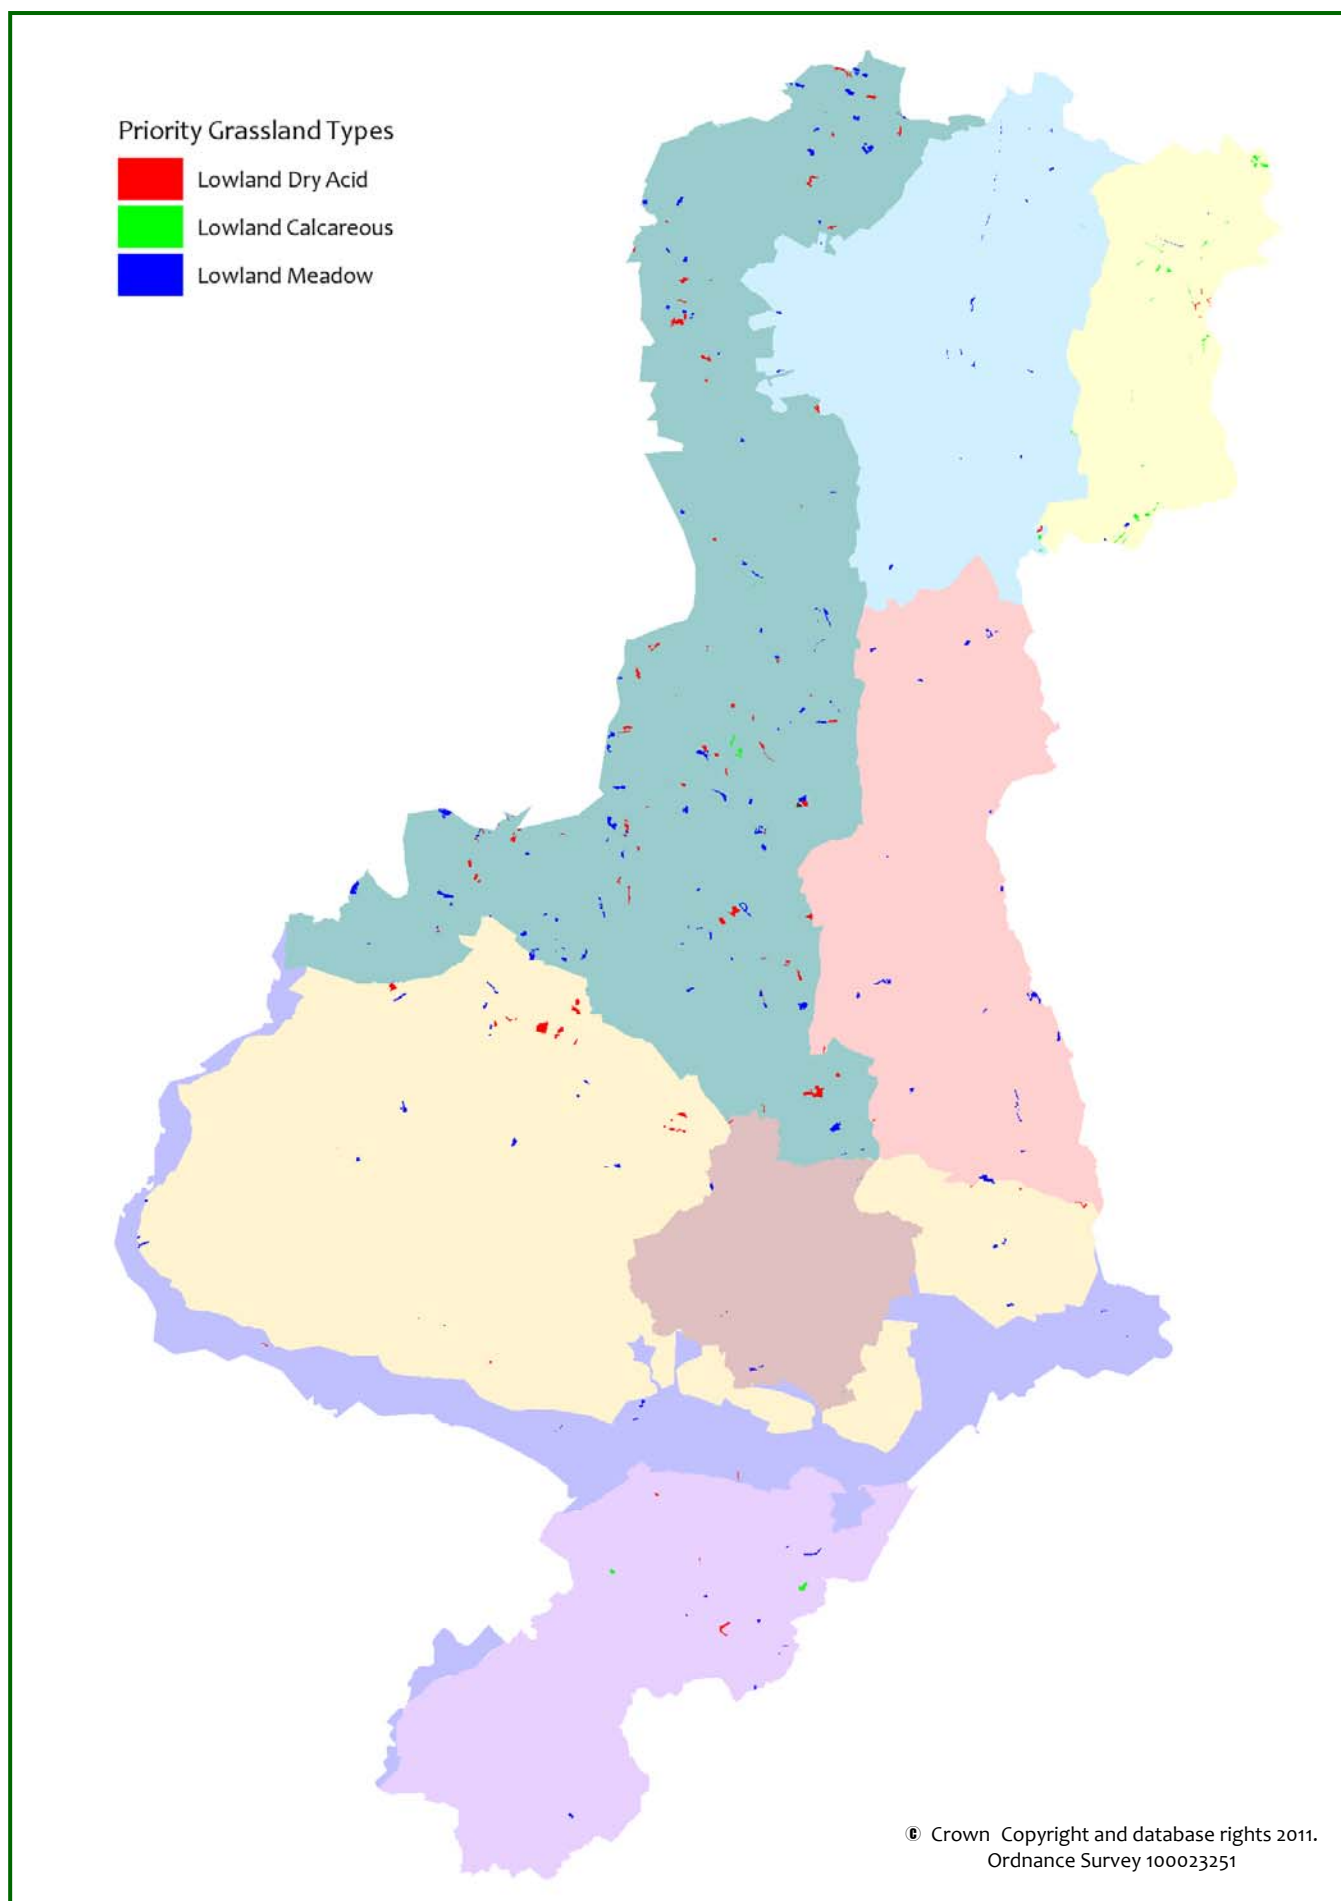 Priority Grassland Types
Lowland Dry Acid
Lowland Calcareous
Lowland Meadow
© Crown Copyright and database rights 2011.
Ordnance Survey 100023251